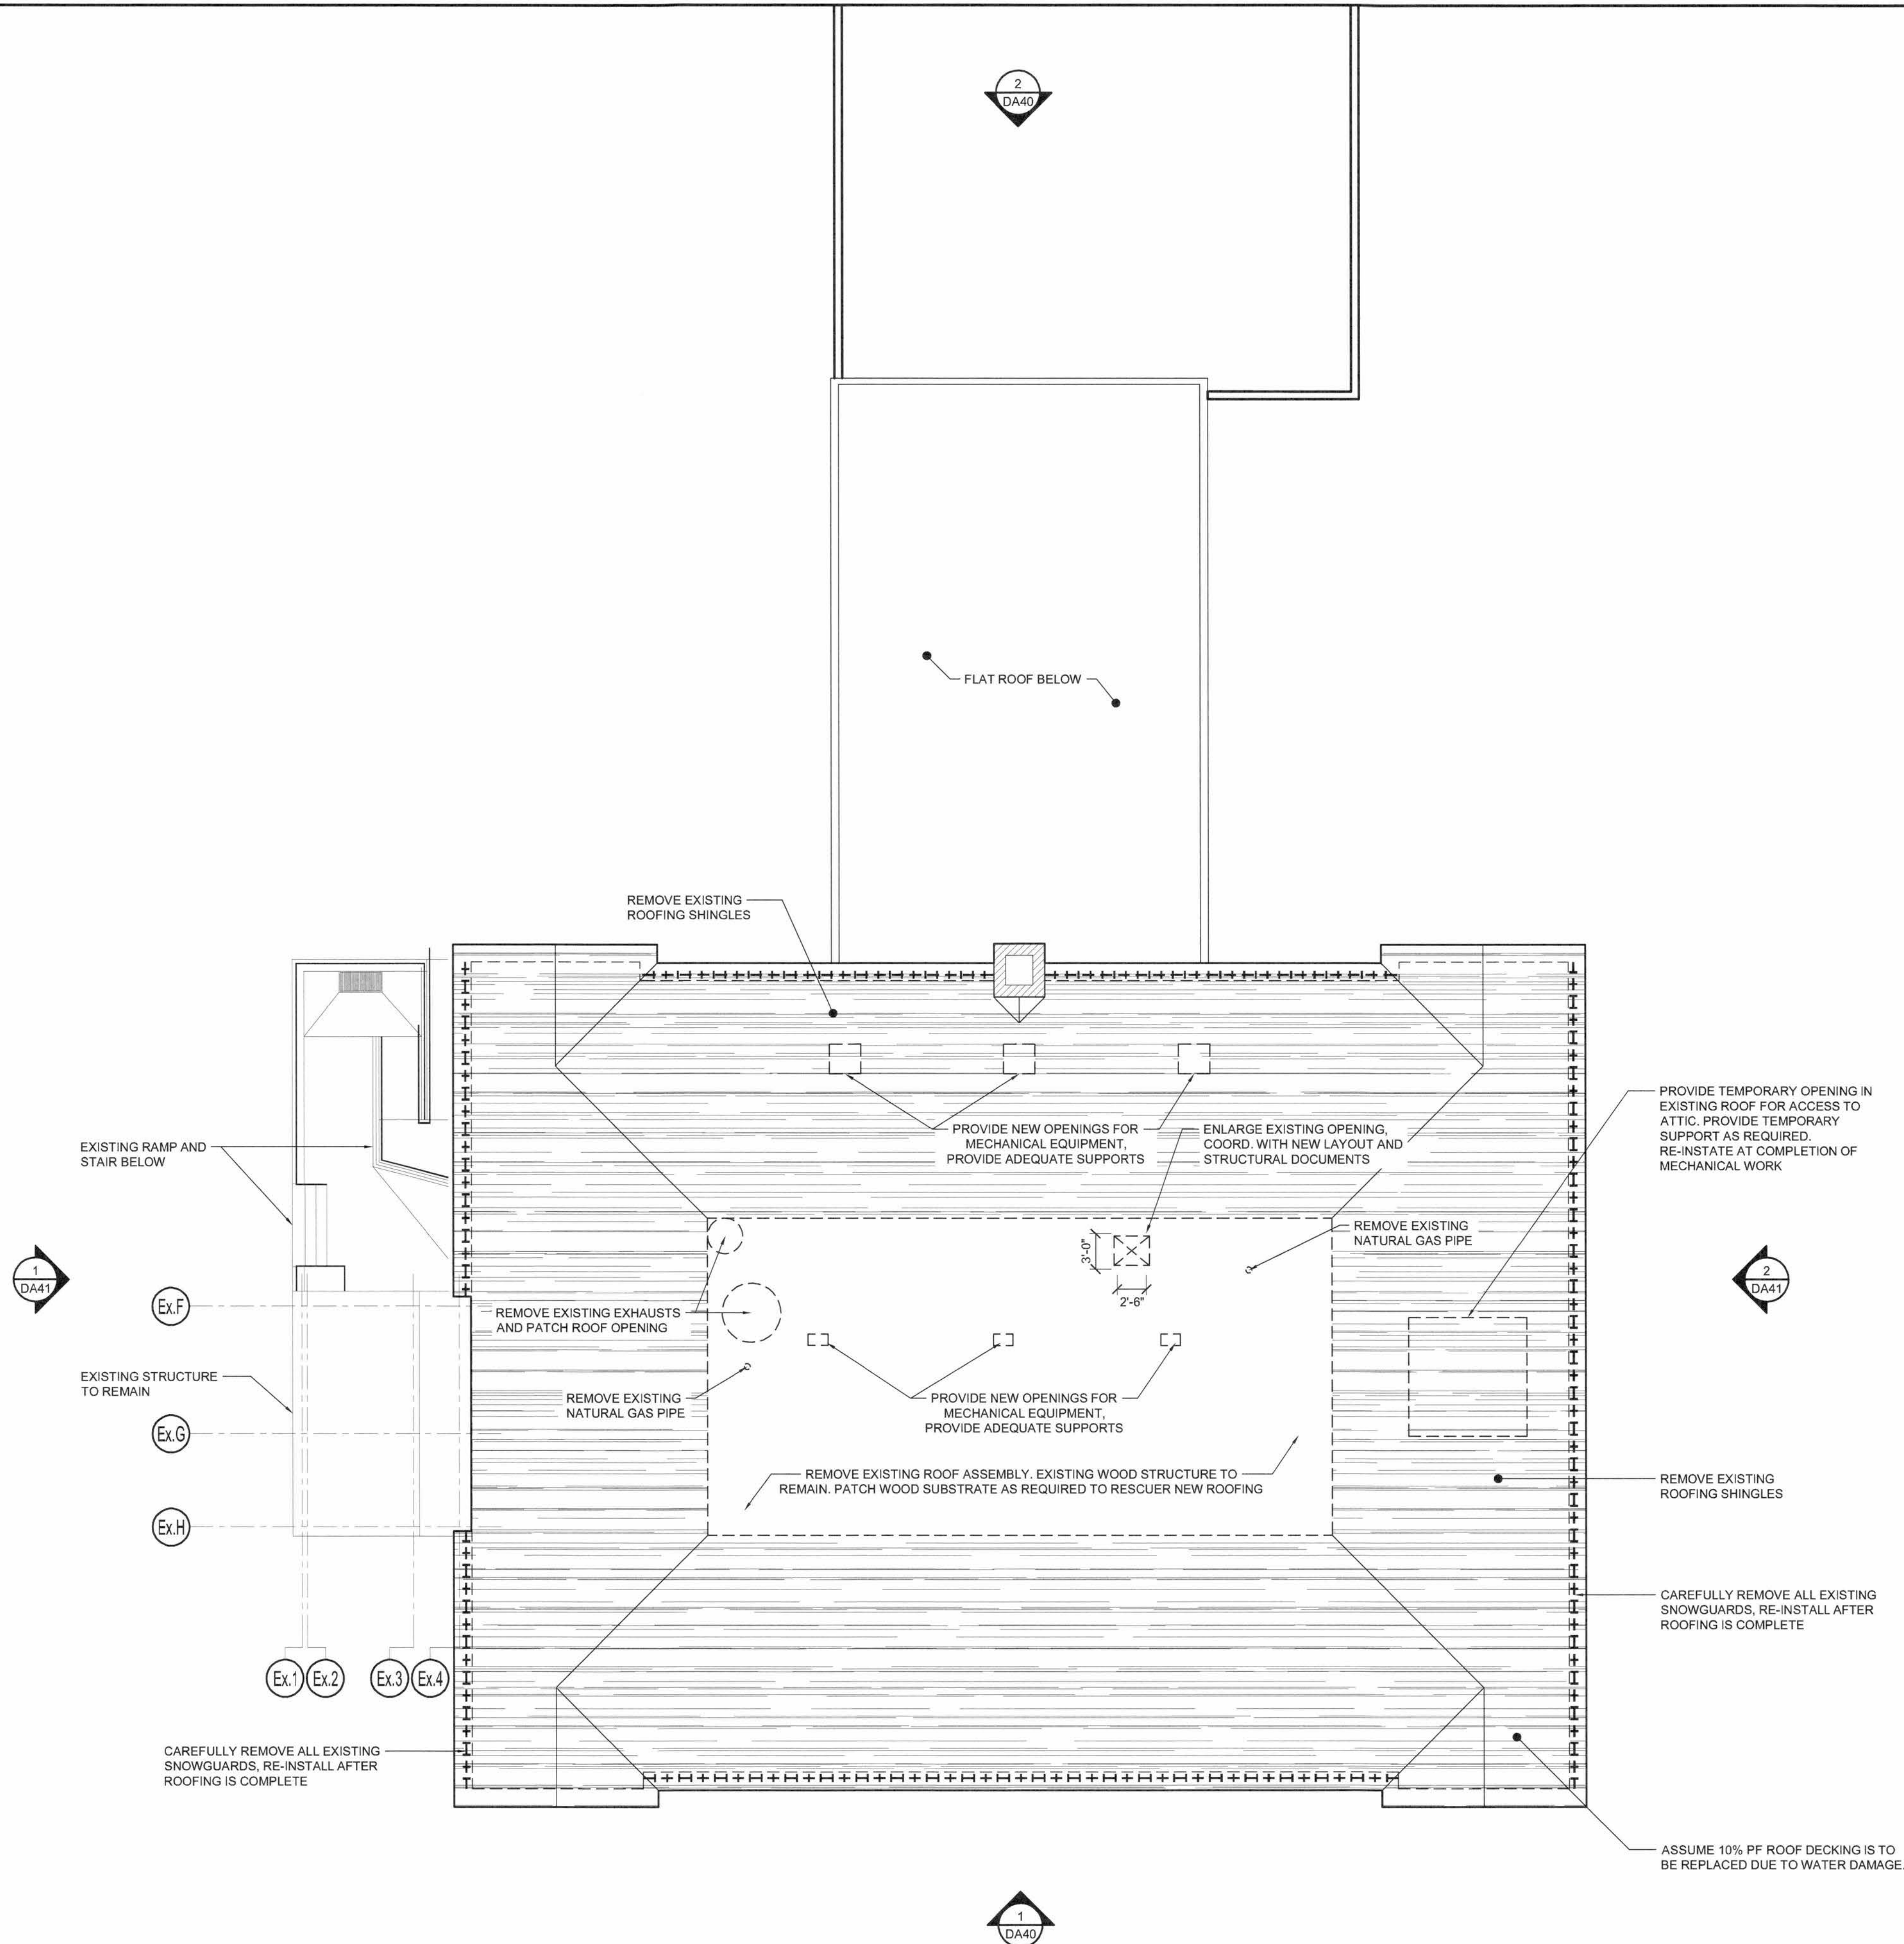 2
DA40
FLAT ROOF BELOW
REMOVE EXISTING
ROOFING SHINGLES
PROVIDE TEMPORARY OPENING IN
EXISTING ROOF FOR ACCESS TO
ATTIC. PROVIDE TEMPORARY
SUPPORT AS REQUIRED.
RE-INSTATE AT COMPLETION OF
MECHANICAL WORK
EXISTING RAMP AND
STAIR BELOW
PROVIDE NEW OPENINGS FOR
MECHANICAL EQUIPMENT,
PROVIDE ADEQUATE SUPPORTS
ENLARGE EXISTING OPENING,
COORD. WITH NEW LAYOUT AND
STRUCTURAL DOCUMENTS
REMOVE EXISTING
NATURAL GAS PIPE
3'-0"
2'-6"
1
DA41
2
DA41
Ex.F
REMOVE EXISTING EXHAUSTS
AND PATCH ROOF OPENING
EXISTING STRUCTURE
TO REMAIN
REMOVE EXISTING
NATURAL GAS PIPE
PROVIDE NEW OPENINGS FOR
MECHANICAL EQUIPMENT,
PROVIDE ADEQUATE SUPPORTS
Ex.G
REMOVE EXISTING ROOF ASSEMBLY. EXISTING WOOD STRUCTURE TO
REMAIN. PATCH WOOD SUBSTRATE AS REQUIRED TO RESCUER NEW ROOFING
REMOVE EXISTING
ROOFING SHINGLES
Ex.H
CAREFULLY REMOVE ALL EXISTING
SNOWGUARDS, RE-INSTALL AFTER
ROOFING IS COMPLETE
Ex.1
Ex.2
Ex.3
Ex.4
CAREFULLY REMOVE ALL EXISTING
SNOWGUARDS, RE-INSTALL AFTER
ROOFING IS COMPLETE
ASSUME 10% PF ROOF DECKING IS TO
BE REPLACED DUE TO WATER DAMAGE.
1
DA40